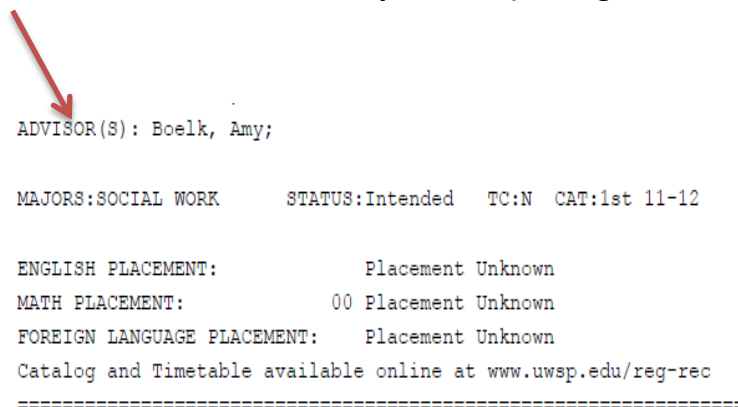 ADVISOR(S): Boelk, Amy;
MAJORS:SOCIAL WORK STATUS:Intended TC:N CAT:1st 11-12
ENGLISH PLACEMENT: Placement Unknown
MATH PLACEMENT: 00 Placement Unknown
FOREIGN LANGUAGE PLACEMENT: Placement Unknown
Catalog and Timetable available online at www.uwsp.edu/reg-rec